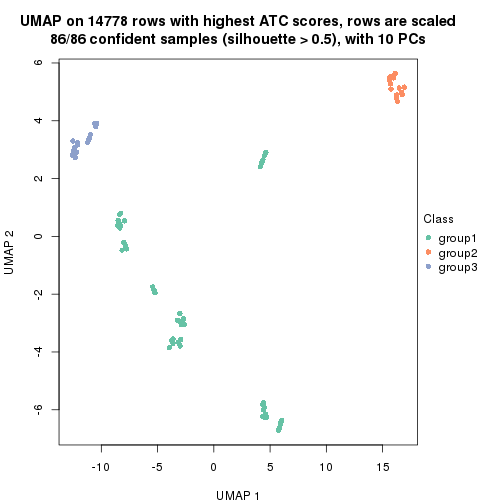 UMAP on 14778 rows with highest ATC scores, rows are scaled
86/86 confident samples (silhouette > 0.5), with 10 PCs
6
4
2
0
-2
-4
-6
UMAP 2
-10
-5
0
5
10
15
UMAP 1
Class
group1
group2
group3